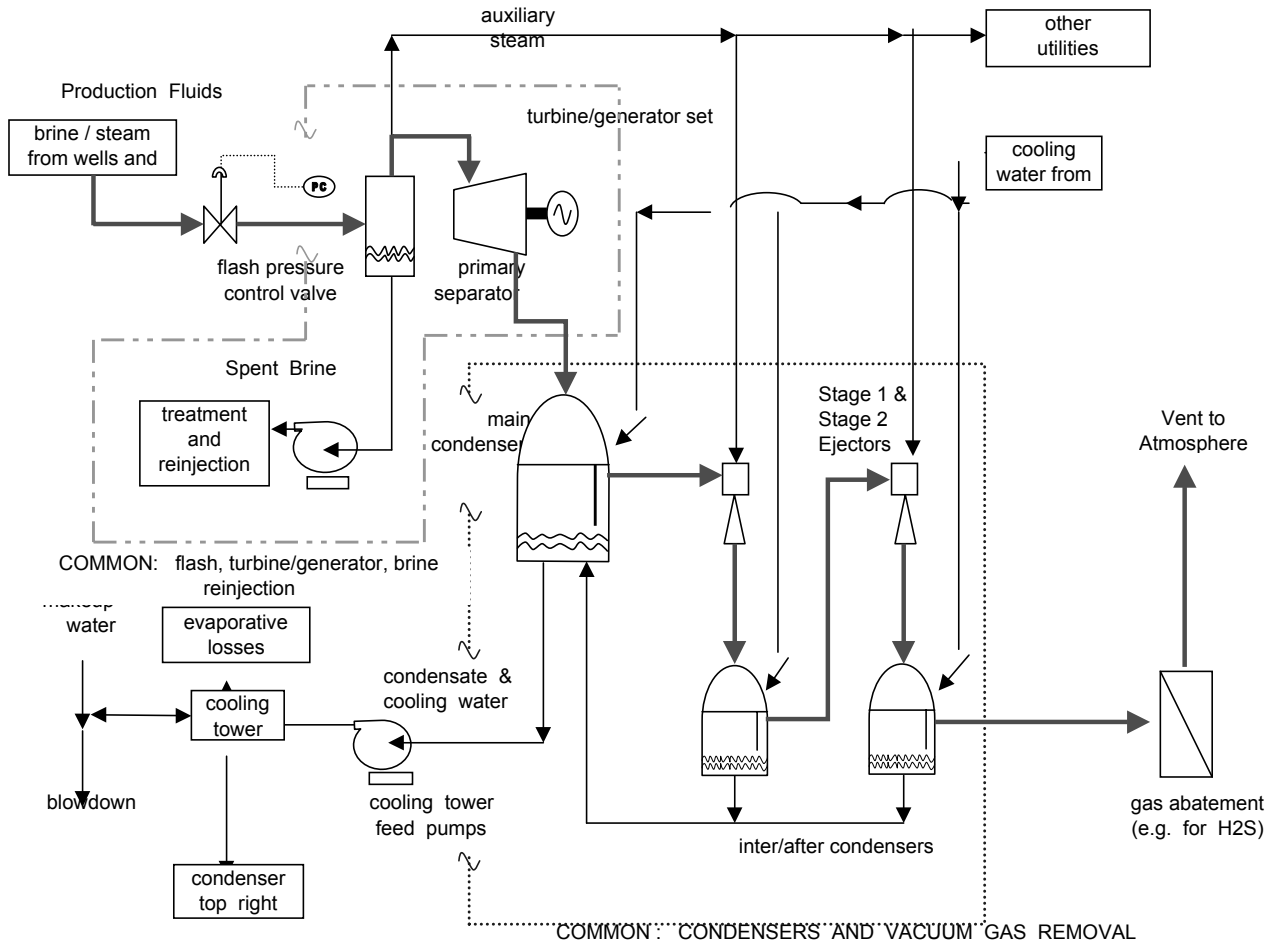 auxiliary
steam
other
utilities
Production Fluids
turbine/generator set
brine / steam
from wells and
cooling
water from
PC
flash pressure
control valve
primary
separator
Spent Brine
treatment
and
reinjection
main
condenser
Stage 1 &
Stage 2
Ejectors
Vent to
Atmosphere
COMMON: flash, turbine/generator, brine
reinjection
makeup
water
evaporative
losses
condensate &
cooling water
cooling
tower
blowdown
cooling tower
feed pumps
gas abatement
(e.g. for H2S)
inter/after condensers
condenser
top right
COMMON : CONDENSERS AND VACUUM GAS REMOVAL